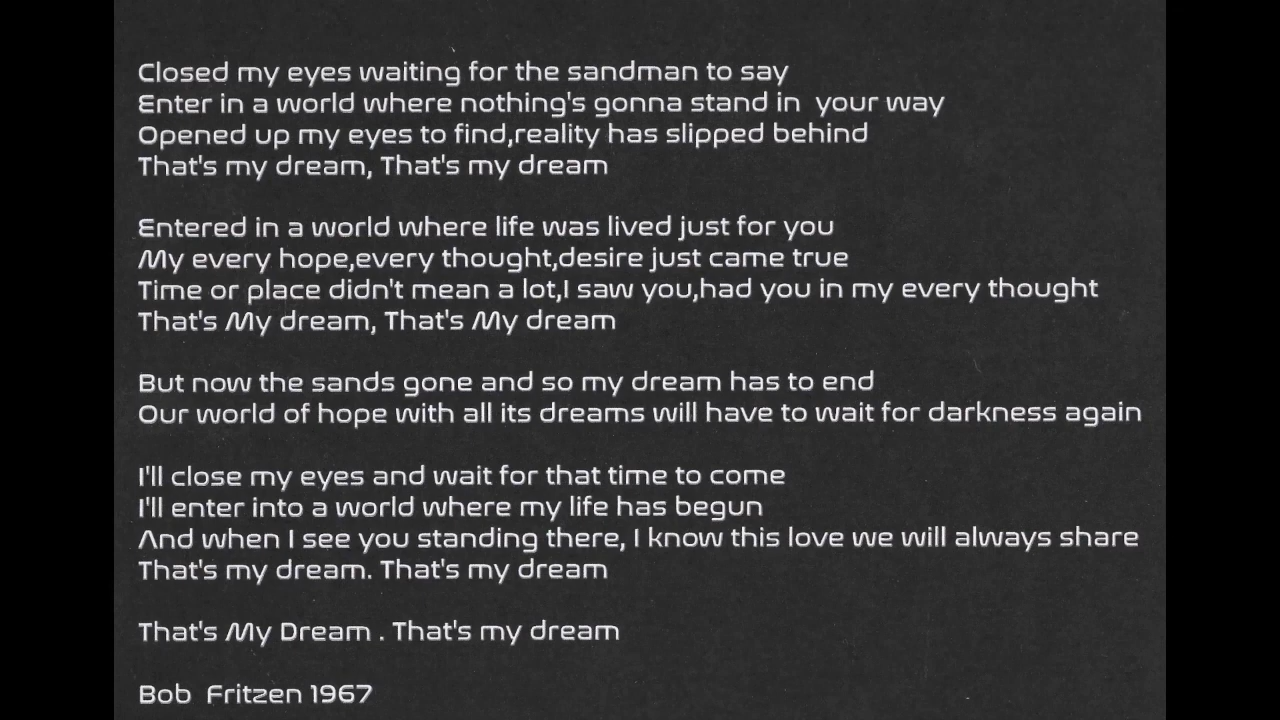 Closed my eyes waiting for the sandman to say
Enter in a world where nothing's gonna stand in  your way
Opened up my eyes to find,reality has slipped behind
That's my dream, That's my dream

Entered in a world where life was lived just for you
My every hope,every thought,desire just came true
Time or place didn't mean a lot,I saw you,had you in my every thought
That's My dream, That's My dream

But now the sands gone and so my dream has to end
Our world of hope with all its dreams will have to wait for darkness again

I'll close my eyes and wait for that time to come
I'll enter into a world where my life has begun
And when I see you standing there, I know this love we will always share
That's my dream. That's my dream

That's My Dream . That's my dream

Bob  Fritzen 1967